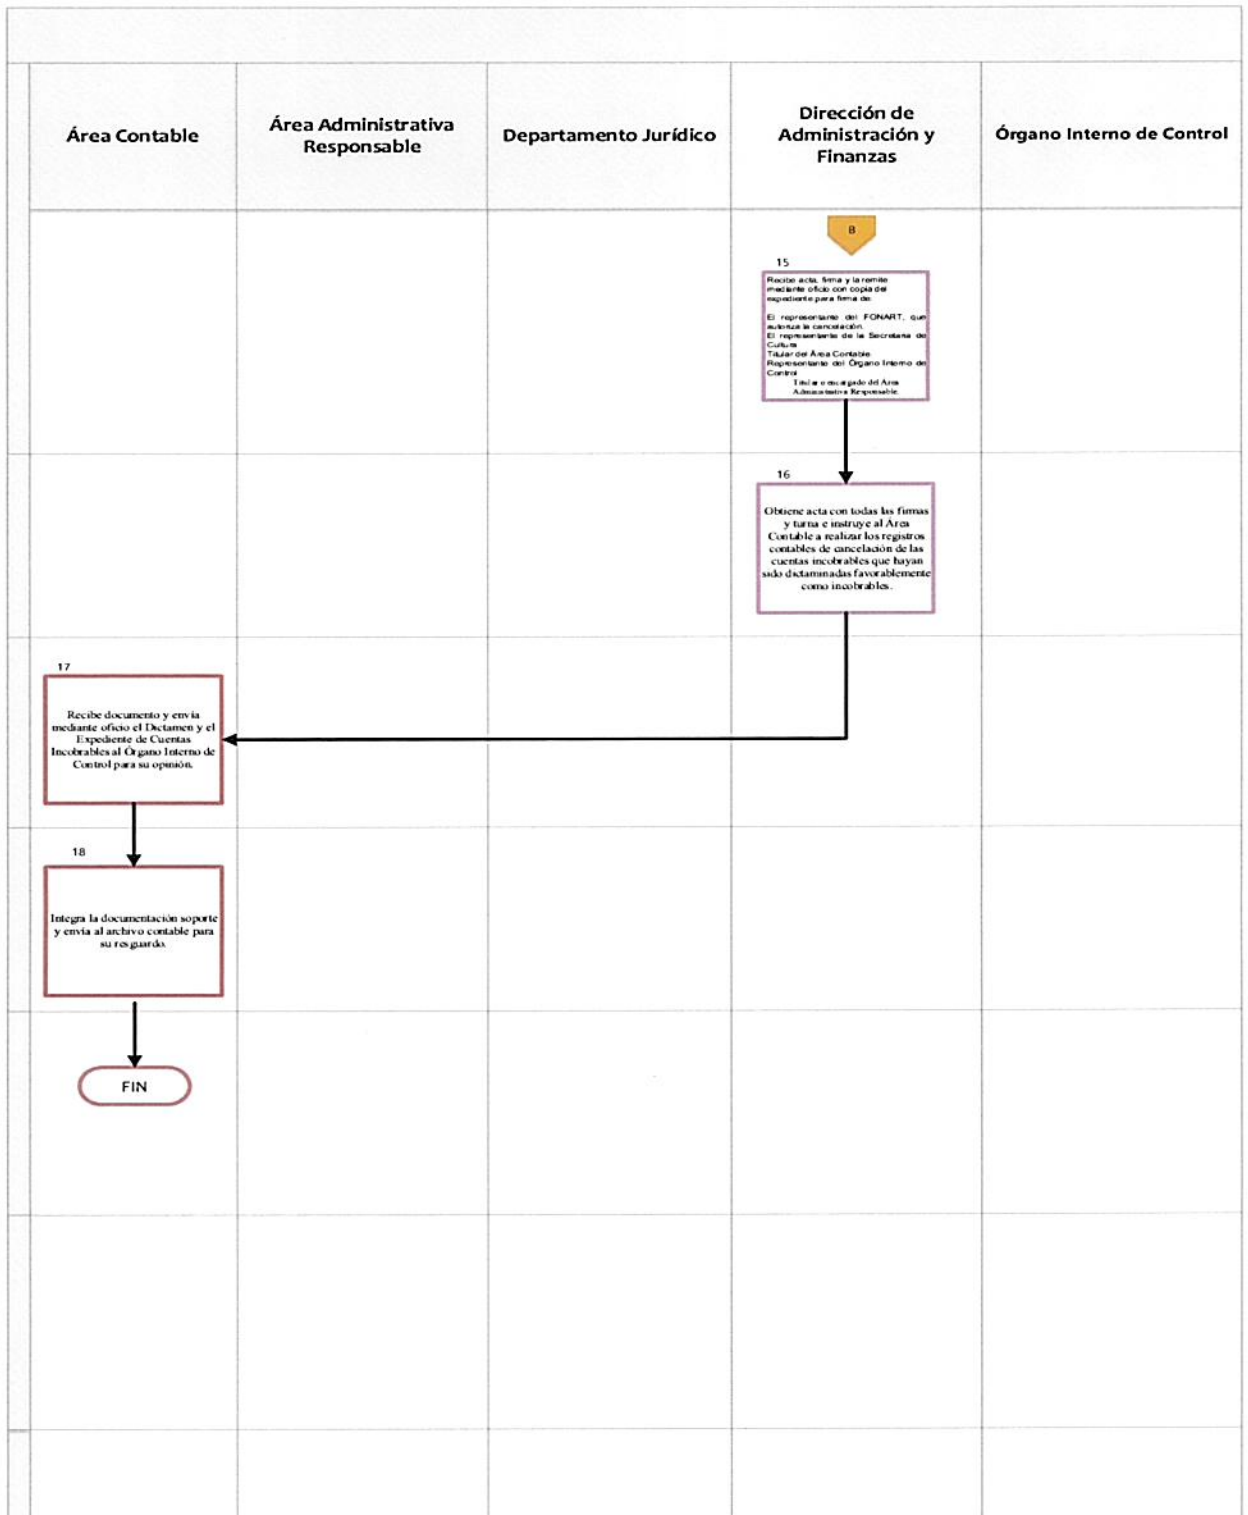 Área Contable
Área Administrativa
Responsable
Departamento Jurídico
Dirección de
Administración y
Finanzas
Órgano Interno de Control
B
15
Recibe acta, firma y la remite
mediante oficio con copia del
expediente para firma de:
El representante del FONART, que
autoriza la cancelación.
El representante de la Secretaria de
Cultura
Titular del Área Contable
Representante del Órgano Interno de
Control
Titular o encargado del Área
Administrativa Responsable.
16
Obtiene acta con todas las firmas
y turna e instruye al Área
Contable a realizar los registros
contables de cancelación de las
cuentas incobrables que hayan
sido dictaminadas favorablemente
como incobrables.
17
Recibe documento y envía
mediante oficio el Dictamen y el
Expediente de Cuentas
Incobrables al Órgano Interno de
Control para su opinión.
18
Integra la documentación soporte
y envía al archivo contable para
su resguardo.
FIN